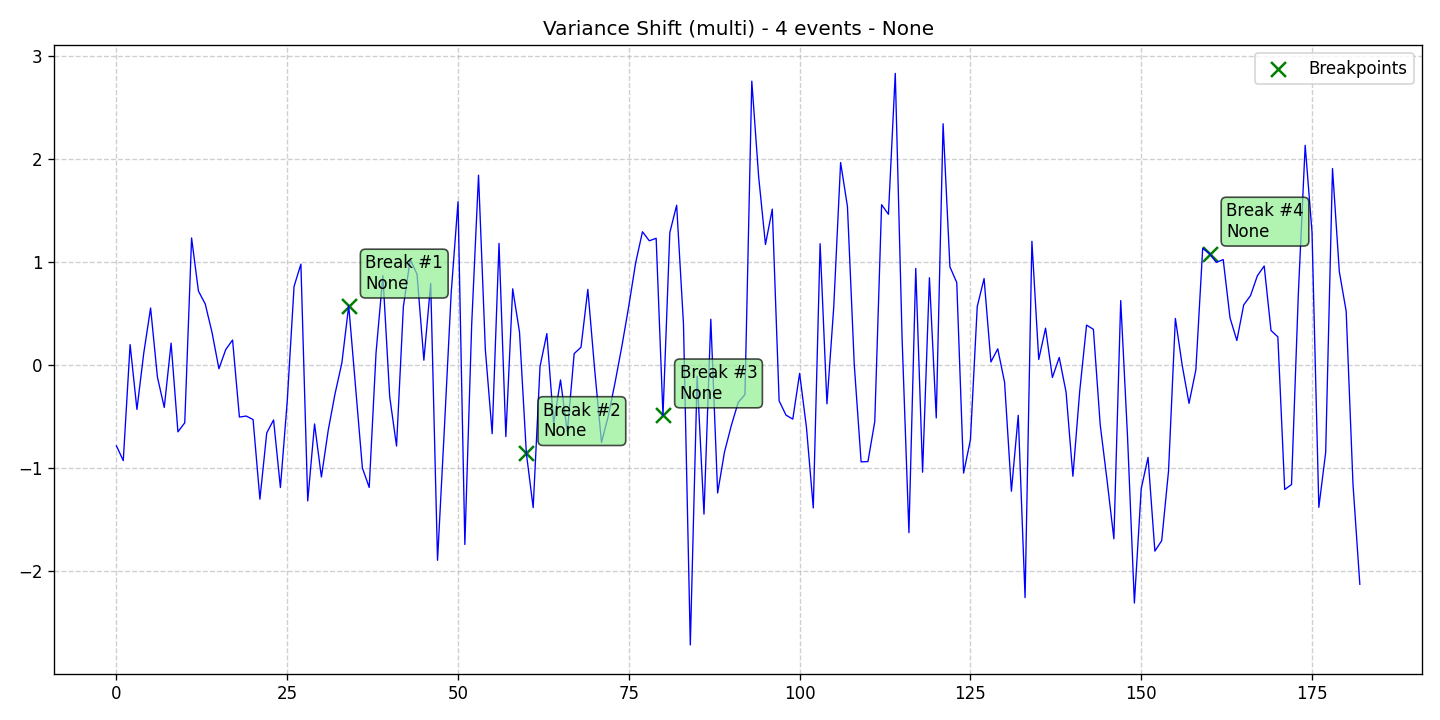 Variance Shift (multi) - 4 events - None
3
2
1
0
−1
−2
Breakpoints
Break #1
None
Break #2
None
Break #3
None
Break #4
None
0
25
50
75
100
125
150
175